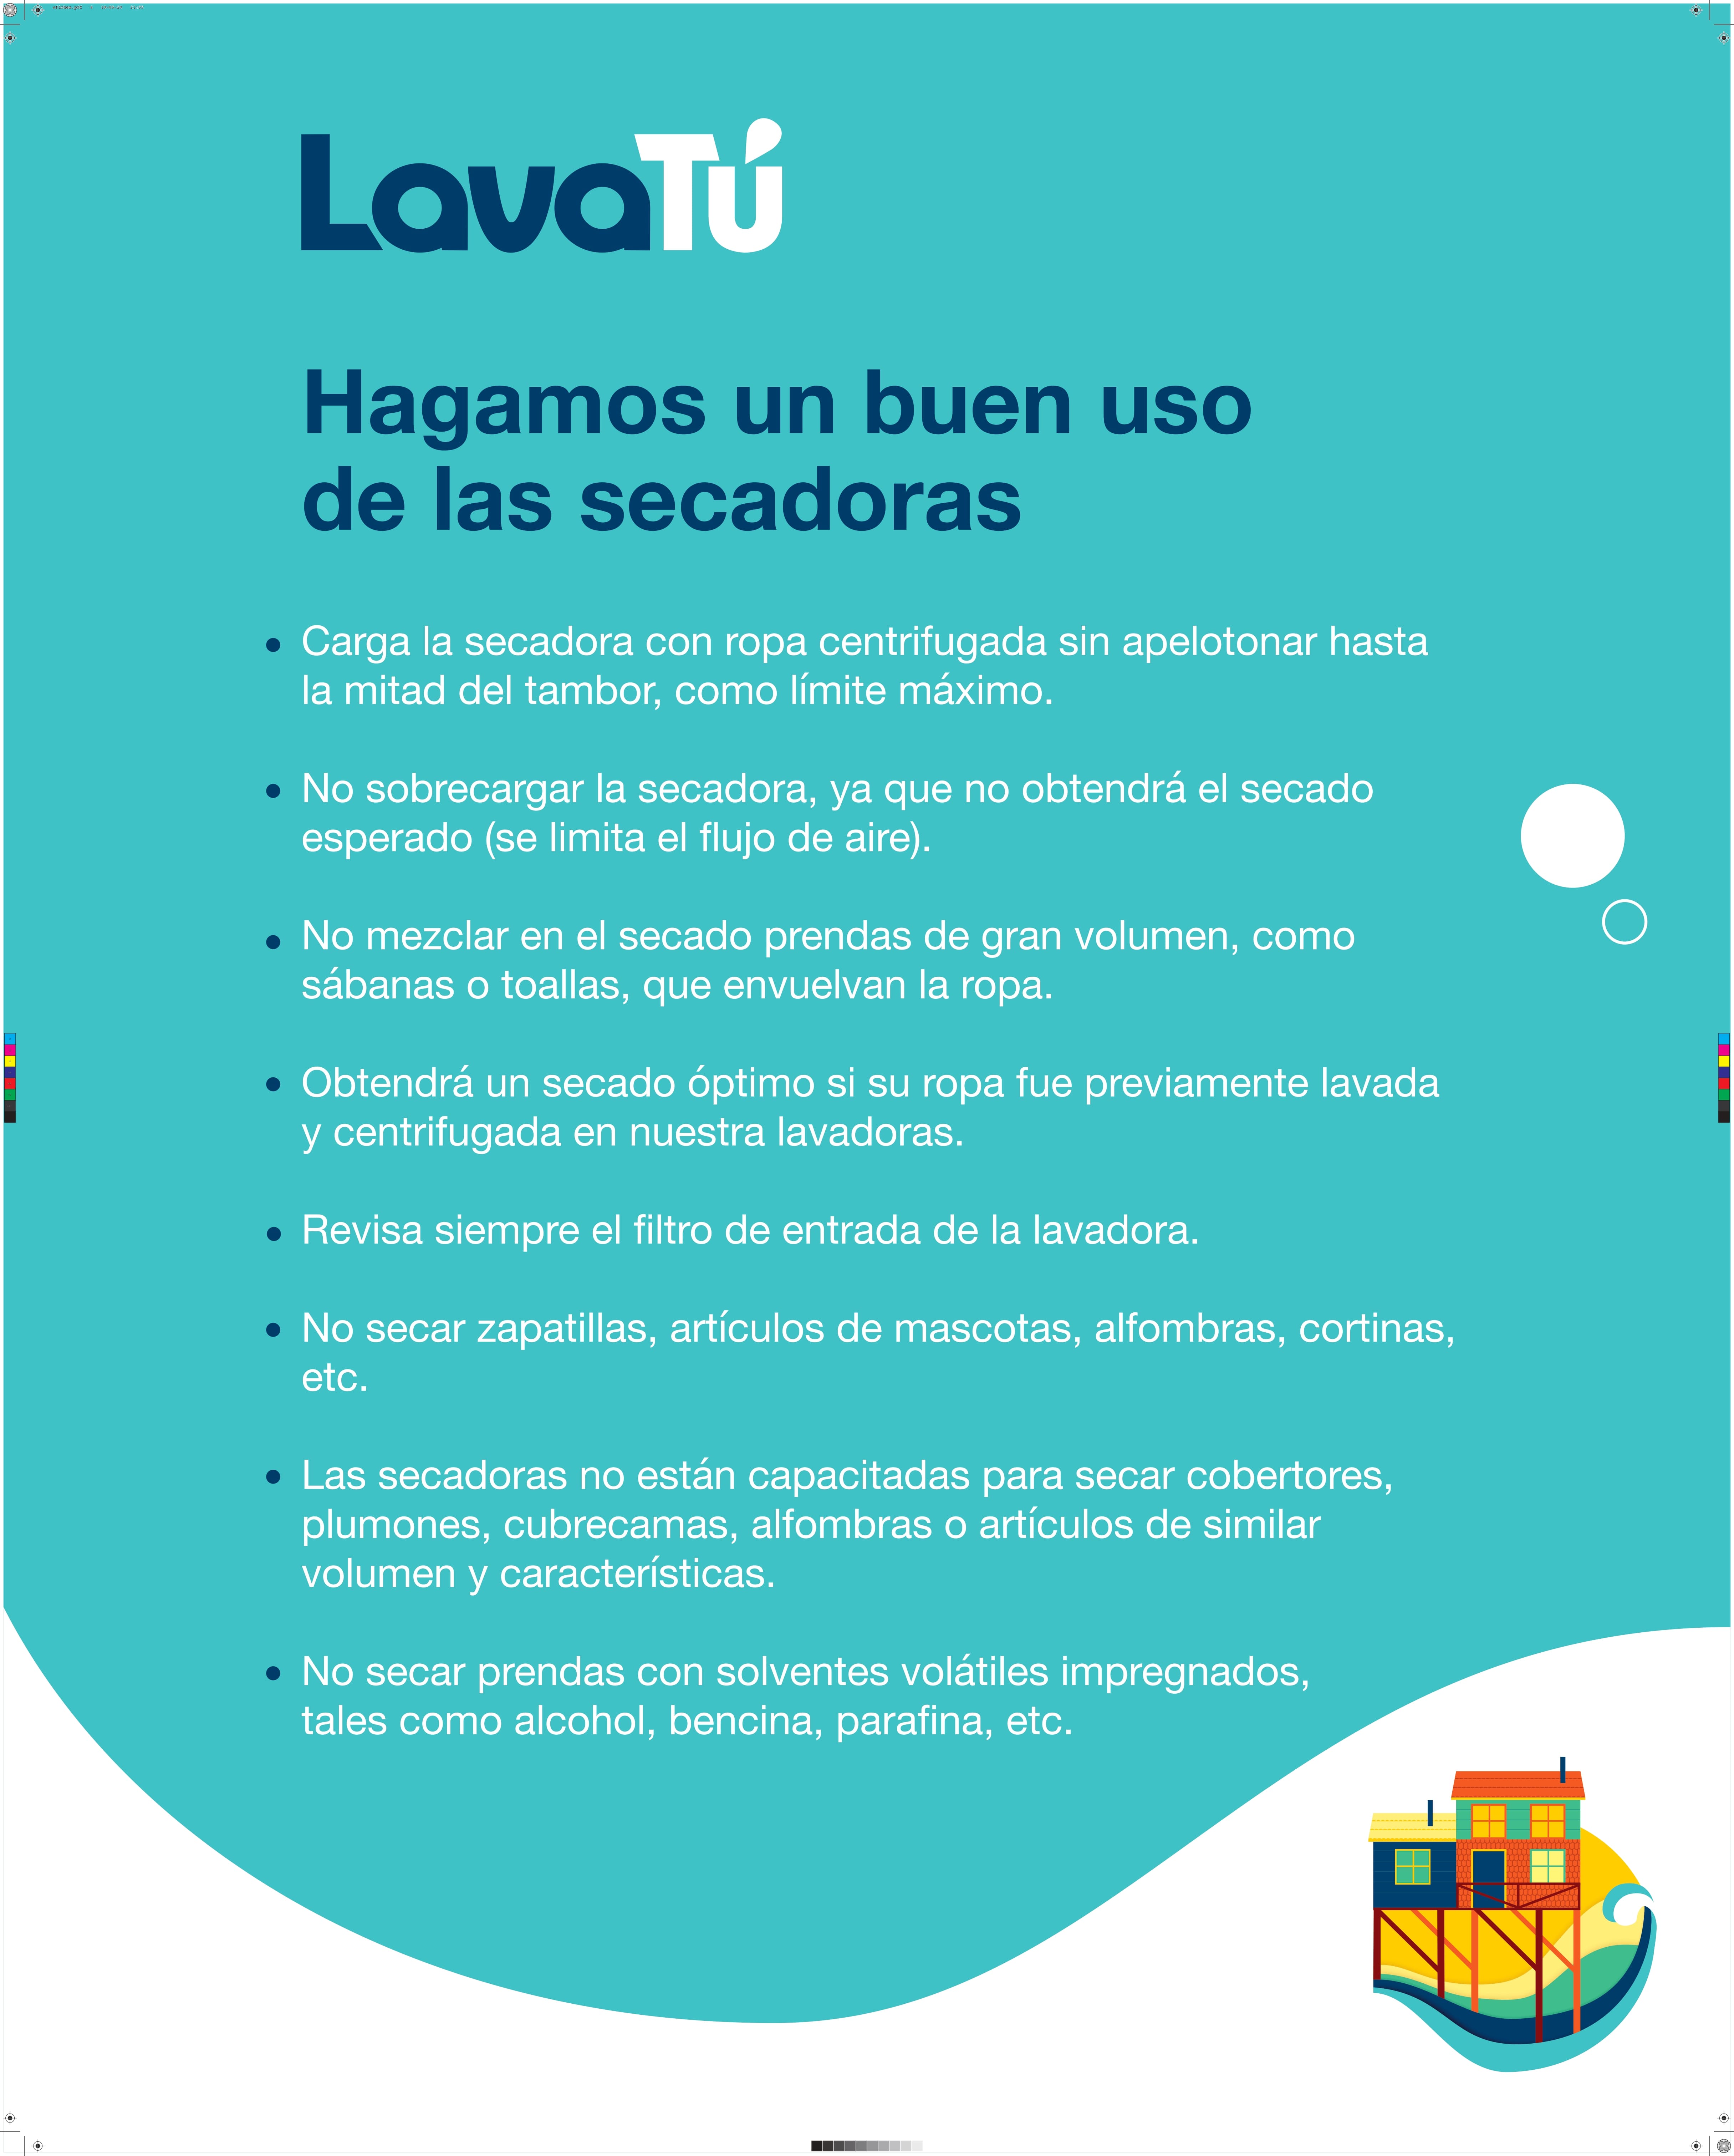 LavaTú
Hagamos un buen uso
de las secadoras
Carga la secadora con ropa centrifugada sin apelotonar hasta
la mitad del tambor, como límite máximo.
No sobrecargar la secadora, ya que no obtendrá el secado
esperado (se limita el flujo de aire).
No mezclar en el secado prendas de gran volumen, como
sábanas o toallas, que envuelvan la ropa.
Obtendrá un secado óptimo si su ropa fue previamente lavada
y centrifugada en nuestra lavadoras.
Revisa siempre el filtro de entrada de la lavadora.
No secar zapatillas, artículos de mascotas, alfombras, cortinas,
etc.
Las secadoras no están capacitadas para secar cobertores,
plumones, cubrecamas, alfombras o artículos de similar
volumen y características.
No secar prendas con solventes volátiles impregnados,
tales como alcohol, bencina, parafina, etc.